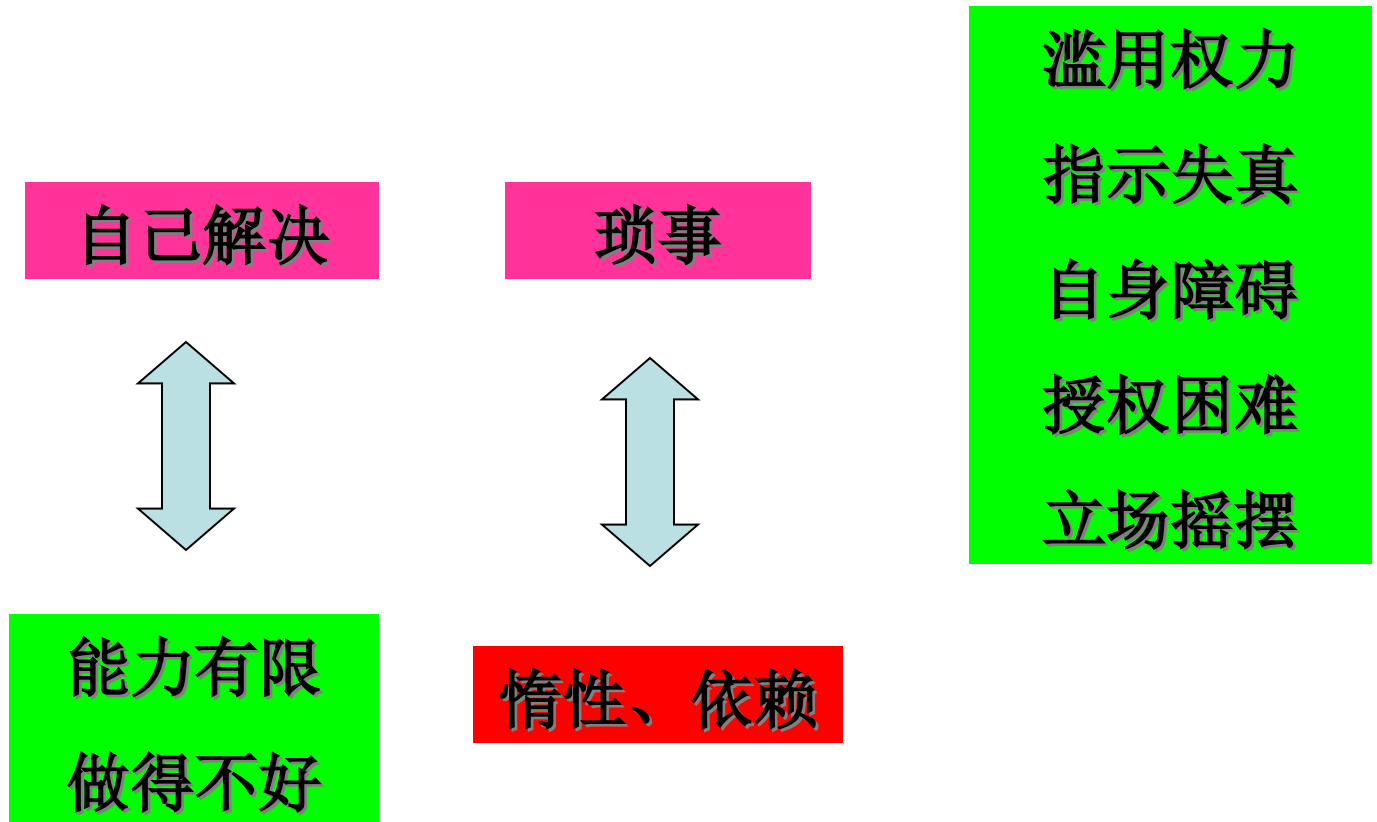 自己解决
能力有限
做得不好
琐事
惰性、依赖
滥用权力
指示失真
自身障碍
授权困难
立场摇摆